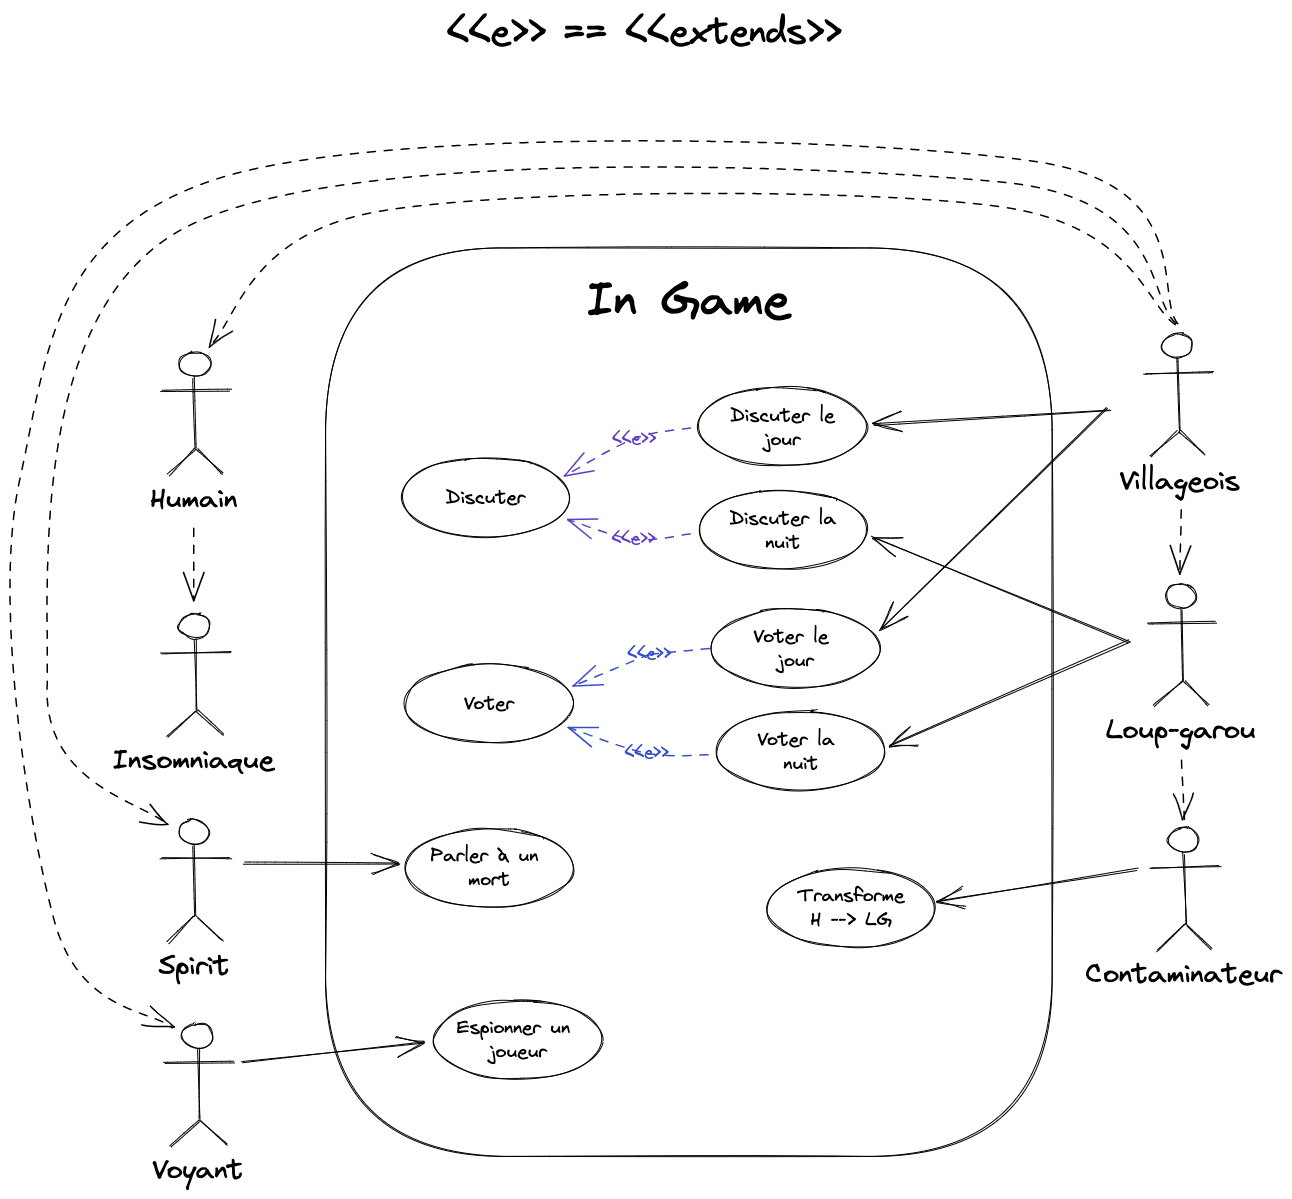 <<e>> == <<extends>>
In Game
Humain
Insomniaque
Spirit
Voyant
Discuter
<<e>>
<<e>>
Discuter le
jour
Discuter la
nuit
Voter
<<e>>
<<e>>
Voter le
jour
Voter la
nuit
Parler à un
mort
Transforme
H --> LG
Espionner un
joueur
Villageois
Loup-garou
Contaminateur